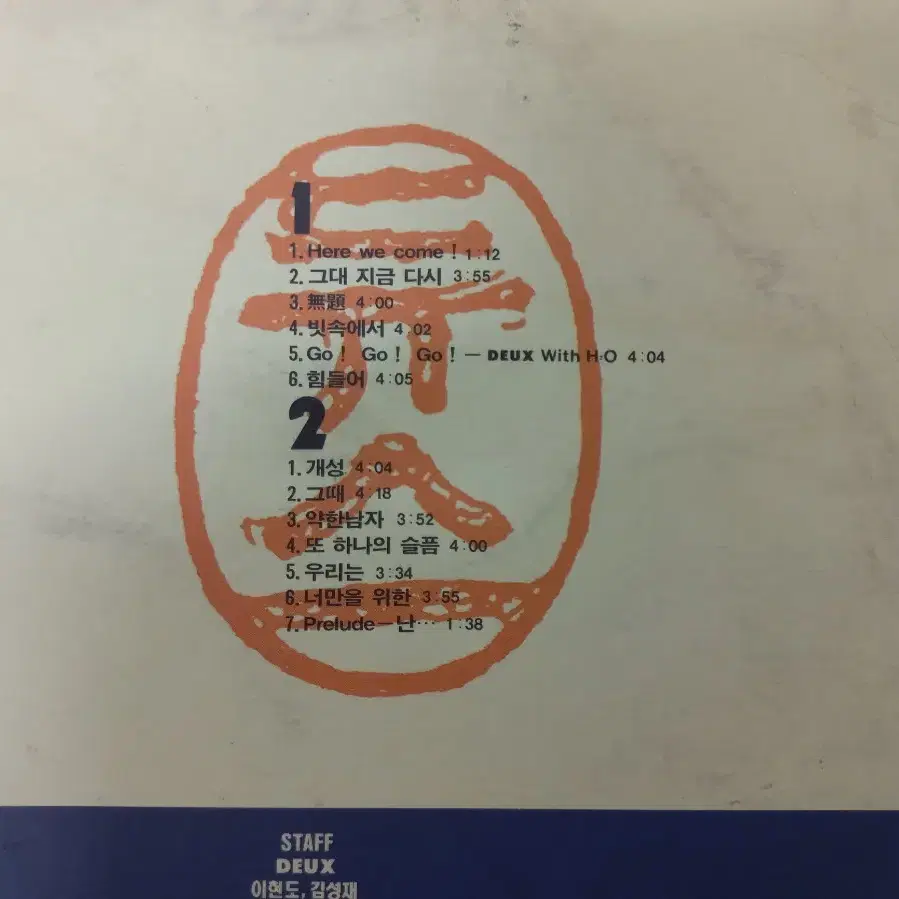 1
1. Here we come ! 1:12
2. 그대 지금 다시 3:55
3. 無題 4:00
4. 빗속에서 4:02
5. Go ! Go ! Go ! — DEUX With H2O 4:04
6. 힘들어 4:05
2
1. 개성 4:04
2. 그때 4:18
3. 약한남자 3:52
4. 또 하나의 슬픔 4:00
5. 우리는 3:34
6. 너만을 위한 3:55
7. Prelude—난··· 1:38
STAFF
DEUX
이현도, 김성재